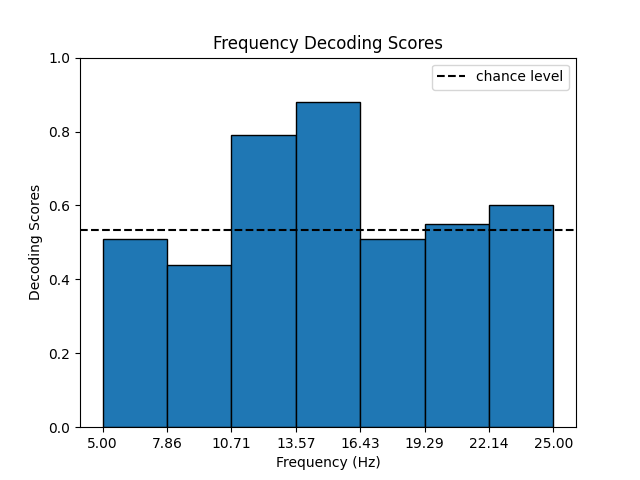 Frequency Decoding Scores
chance level
1.0
0.8
0.6
0.4
0.2
0.0
Decoding Scores
5.00 7.86 10.71 13.57 16.43 19.29 22.14 25.00
Frequency (Hz)